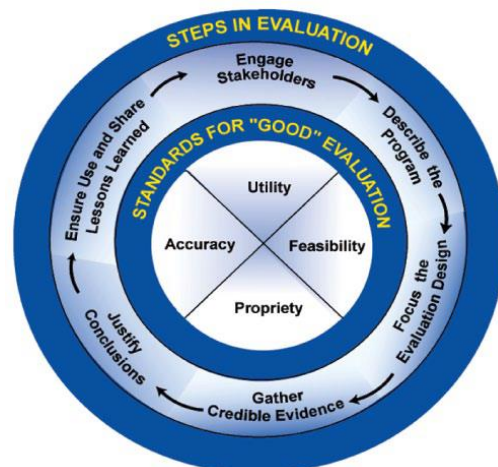 STEPS IN EVALUATION
Engage
Stakeholders
Describe the
Program
Focus the
Evaluation Design
Gather
Credible Evidence
Justify
Conclusions
Ensure Use and Share
Lessons Learned
STANDARDS FOR "GOOD" EVALUATION
Utility
Feasibility
Propriety
Accuracy